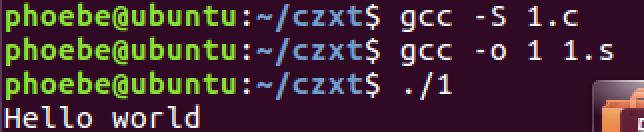 phoebe@ubuntu:~/czxt$ gcc -S 1.c
phoebe@ubuntu:~/czxt$ gcc -o 1 1.s
phoebe@ubuntu:~/czxt$ ./1
Hello world